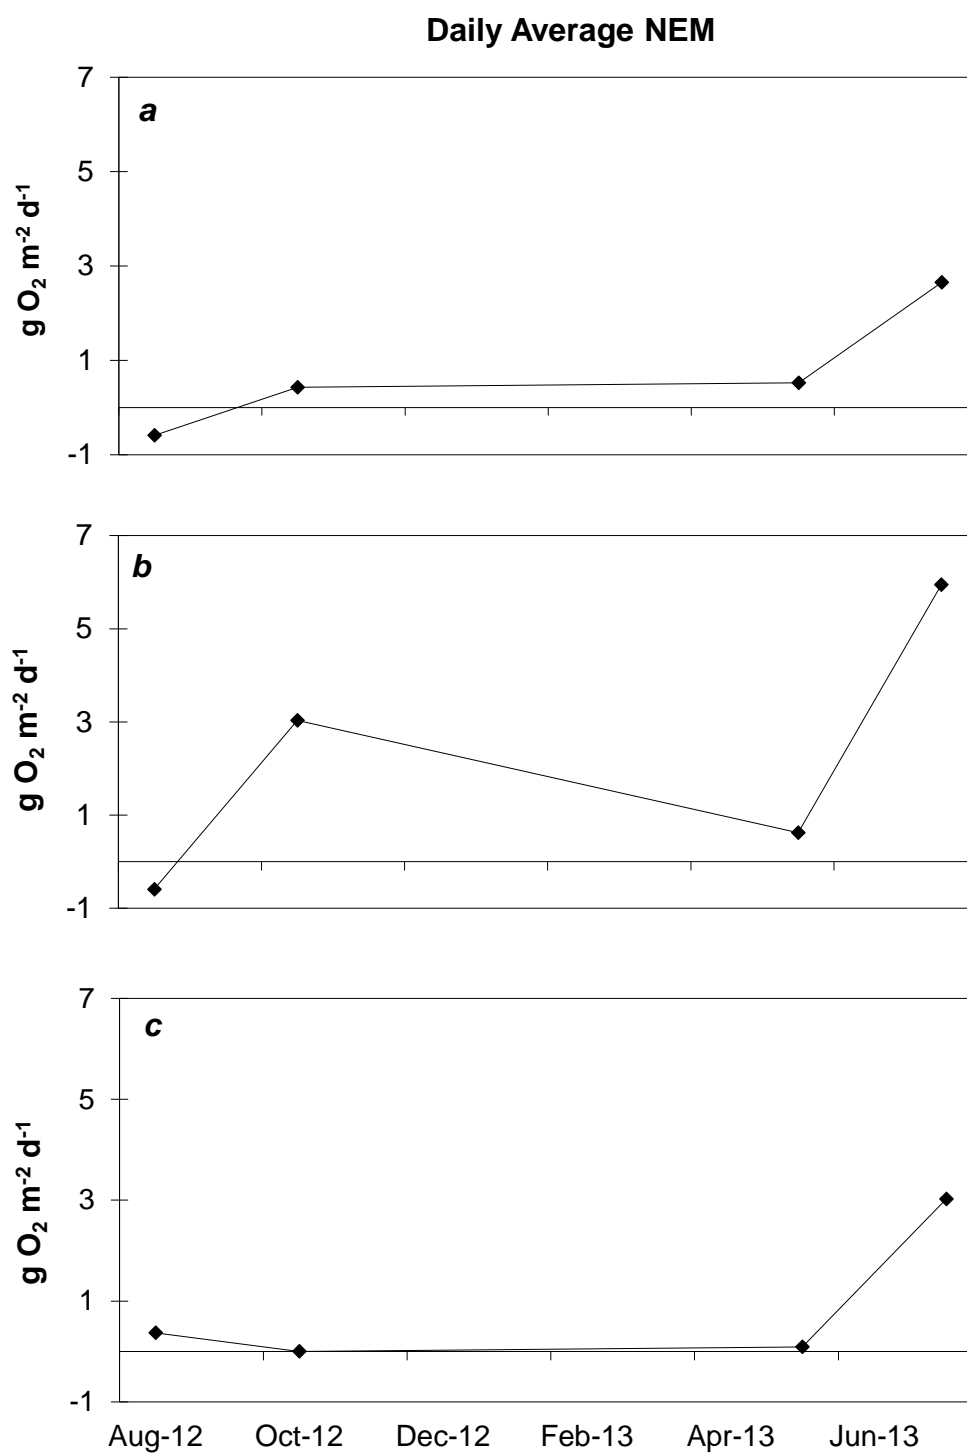 Daily Average NEM
a
g O₂ m⁻² d⁻¹
7
5
3
1
-1
b
g O₂ m⁻² d⁻¹
7
5
3
1
-1
c
g O₂ m⁻² d⁻¹
7
5
3
1
-1
Aug-12 Oct-12 Dec-12 Feb-13 Apr-13 Jun-13